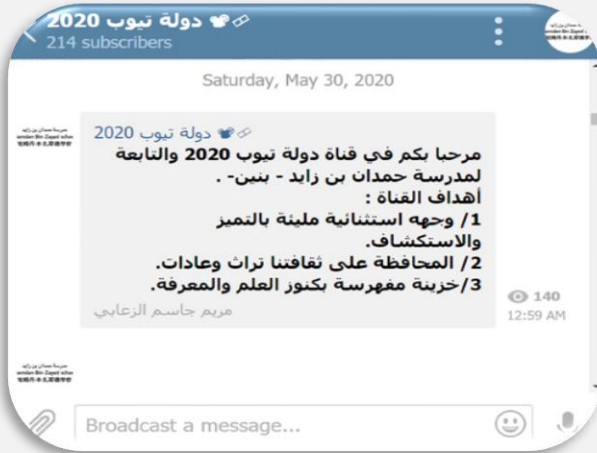 دولة تيوب 2020
214 subscribers
Saturday, May 30, 2020
دولة تيوب 2020
مرحبا بكم في قناة دولة تيوب 2020 والتابعة
لمدرسة حمدان بن زايد - بنين- .
أهداف القناة :
1/ وجهه استثنائية مليئة بالتميز
والاستكشاف.
2/ المحافظة على ثقافتنا تراث وعادات.
3/خزينة مفهرسة بكنوز العلم والمعرفة.
مريم جاسم الزعابي
140
12:59 AM
Broadcast a message...